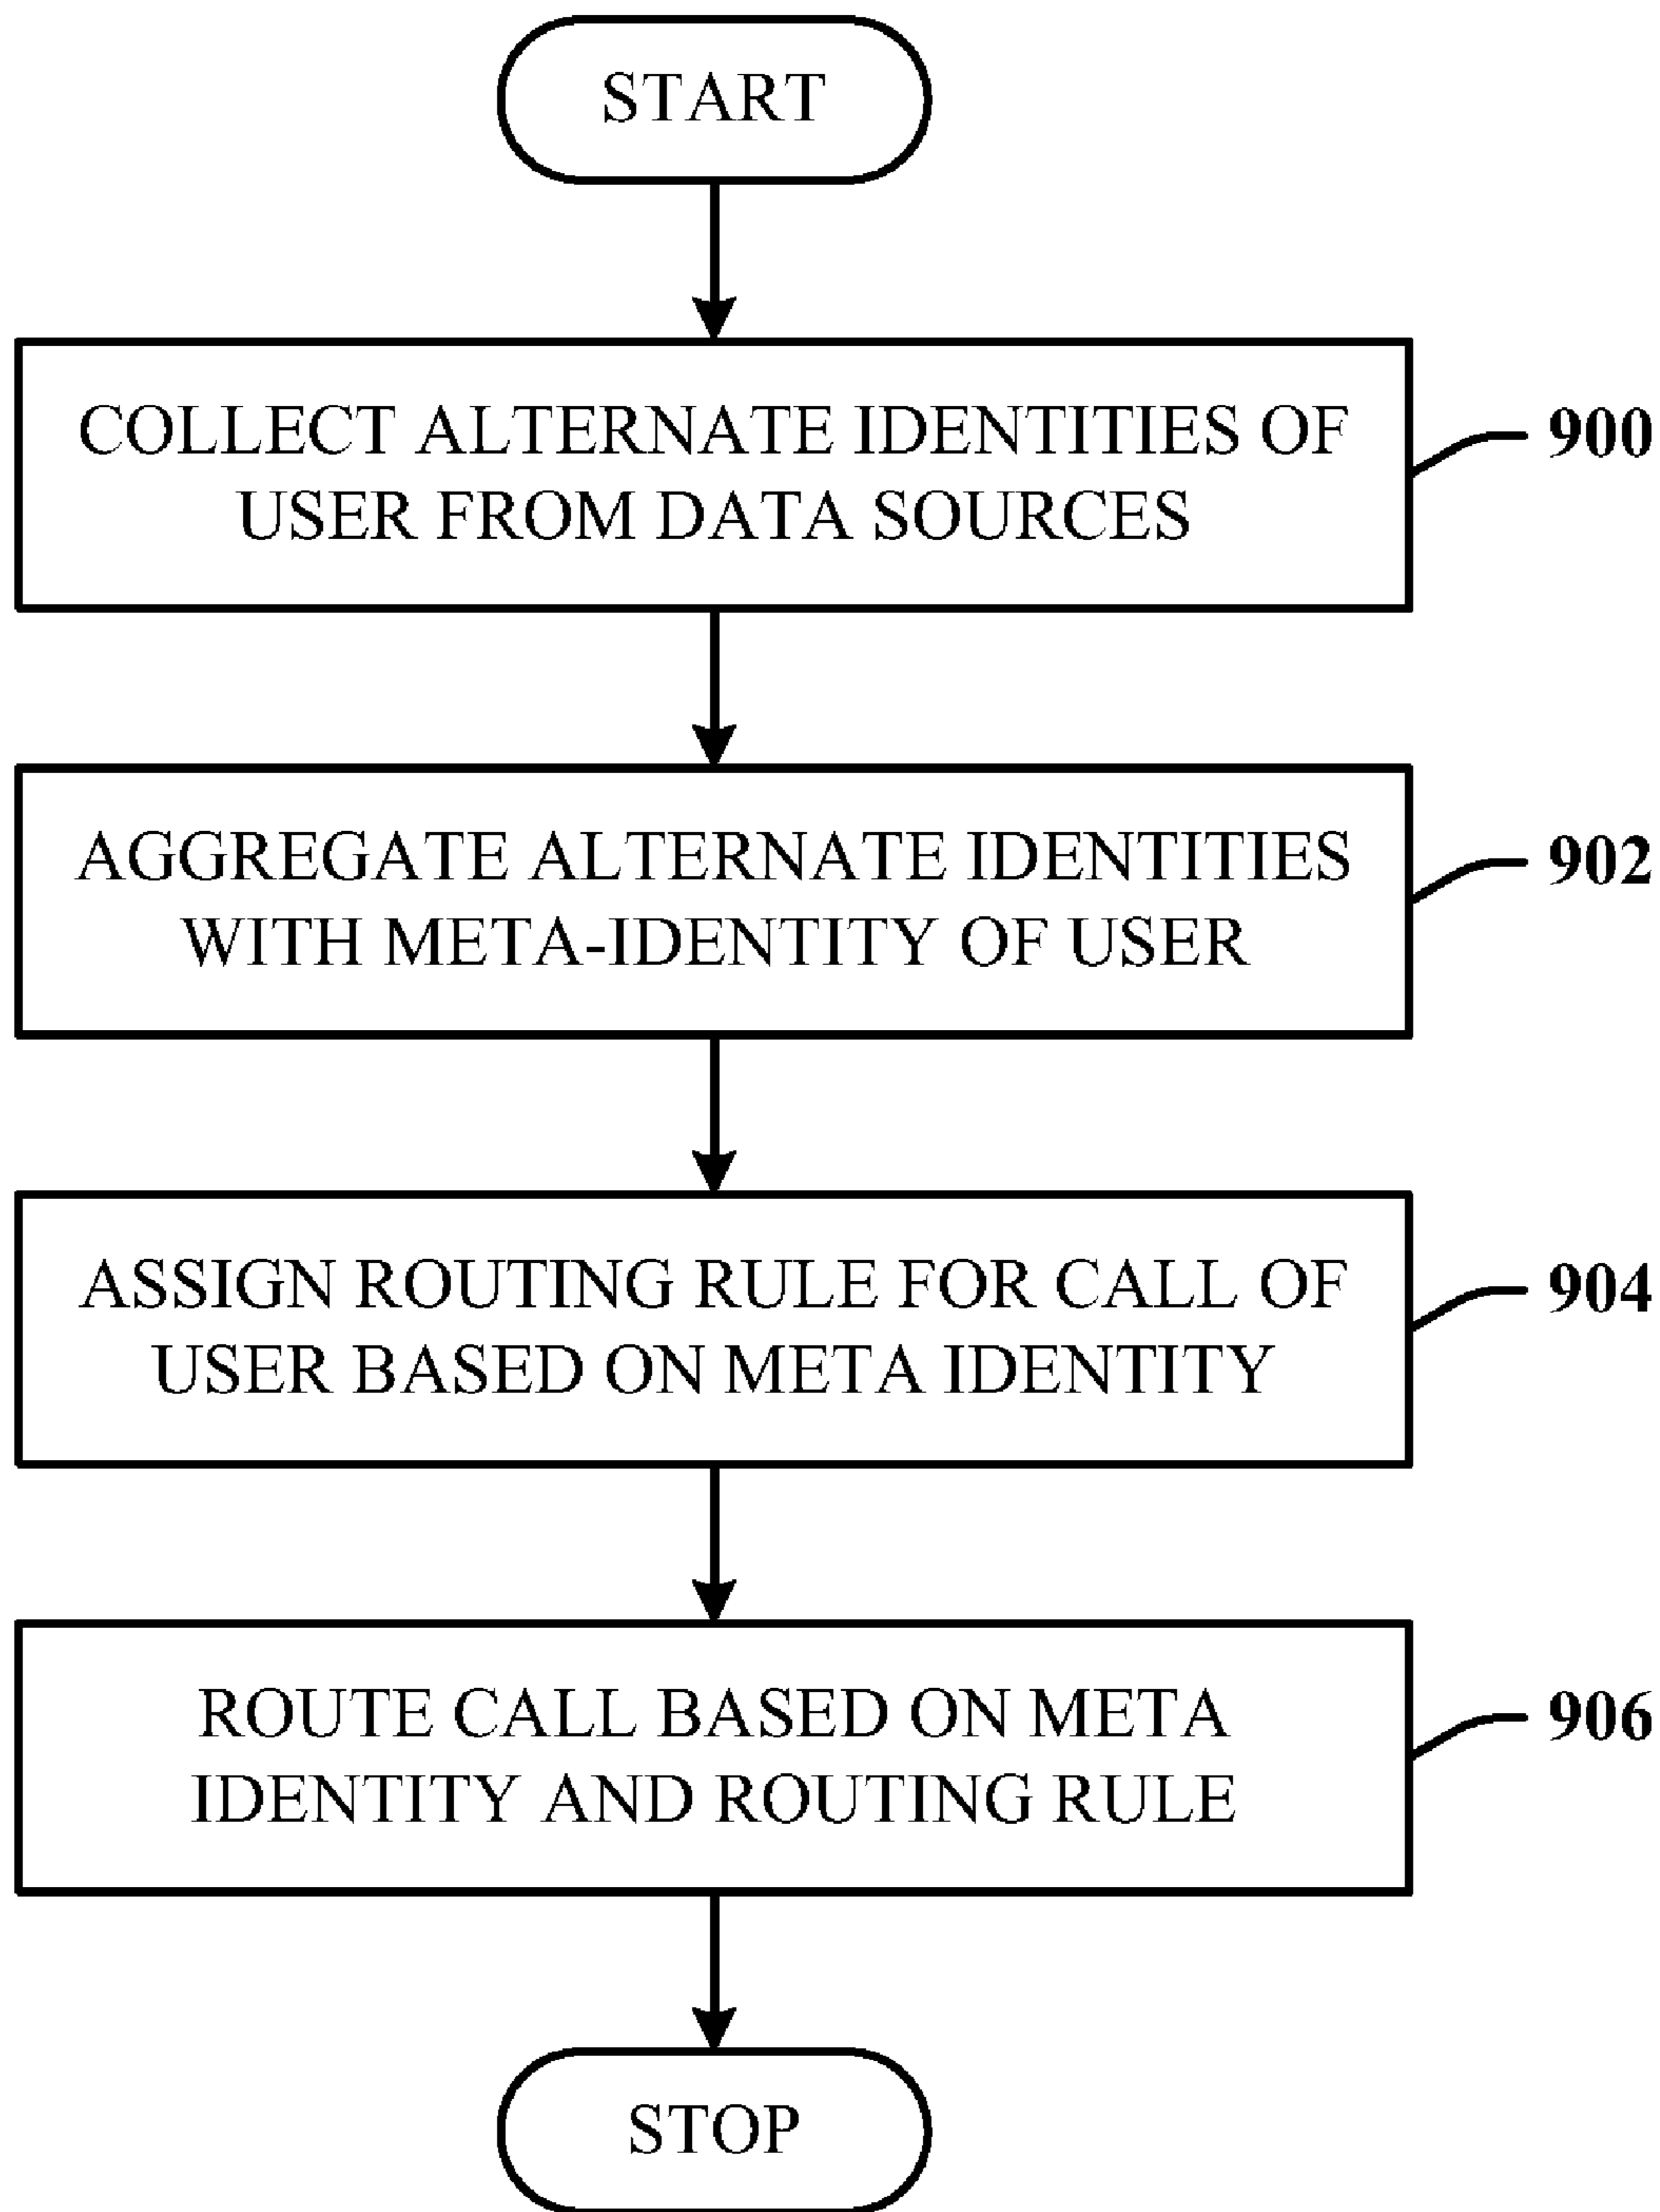 START
COLLECT ALTERNATE IDENTITIES OF
USER FROM DATA SOURCES
900
AGGREGATE ALTERNATE IDENTITIES
WITH META-IDENTITY OF USER
902
ASSIGN ROUTING RULE FOR CALL OF
USER BASED ON META IDENTITY
904
ROUTE CALL BASED ON META
IDENTITY AND ROUTING RULE
906
STOP